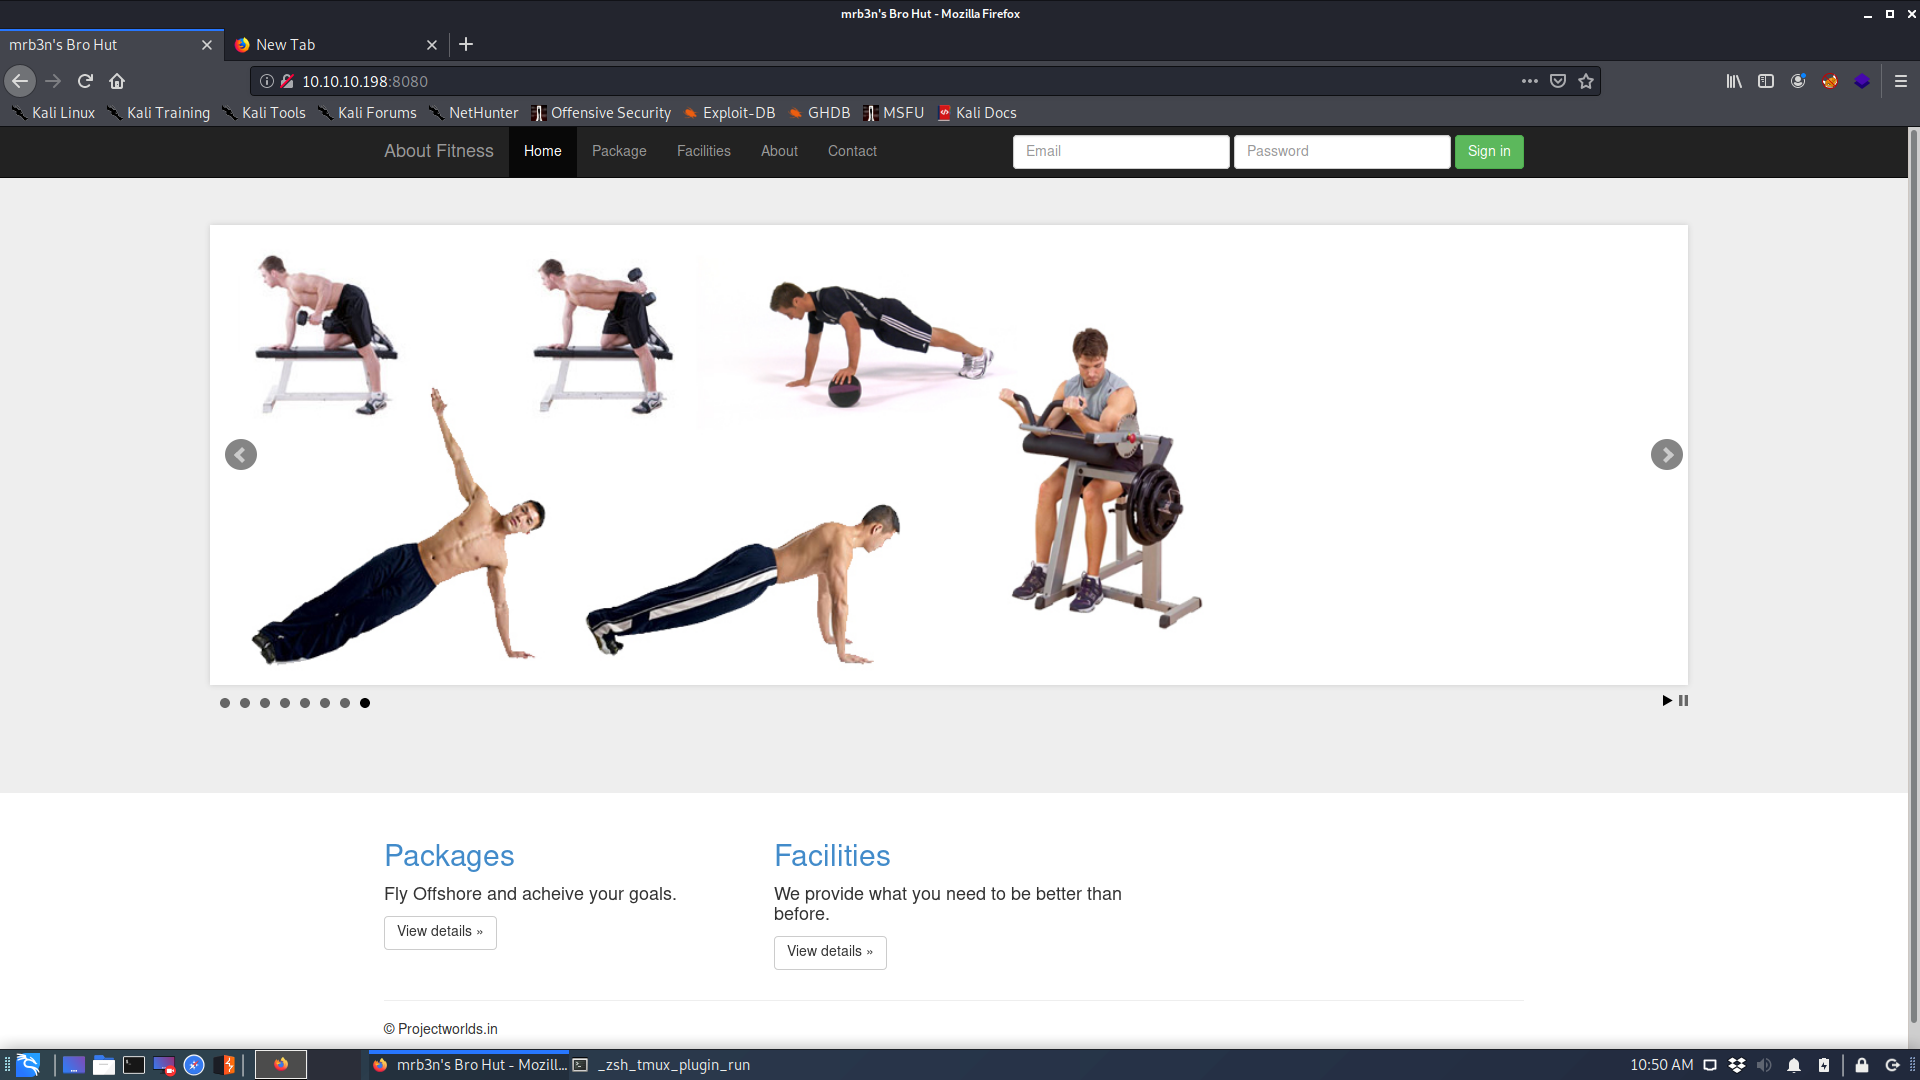 mrb3n's Bro Hut - Mozilla Firefox
mrb3n's Bro Hut
New Tab
10.10.10.198:8080
Kali Linux Kali Training Kali Tools Kali Forums NetHunter Offensive Security Exploit-DB GHDB MSFU Kali Docs
About Fitness Home Package Facilities About Contact Email Password Sign in
Packages
Fly Offshore and acheive your goals.
View details »
Facilities
We provide what you need to be better than
before.
View details »
© Projectworlds.in
mrb3n's Bro Hut - Mozill... _zsh_tmux_plugin_run 10:50 AM